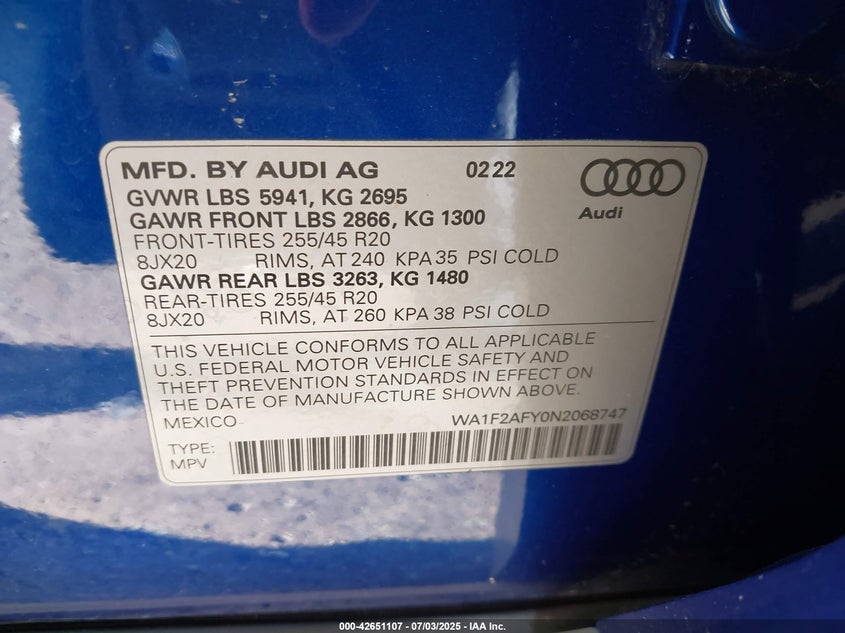 MFD. BY AUDI AG 02 22
GVWR LBS 5941, KG 2695
GAWR FRONT LBS 2866, KG 1300
FRONT-TIRES 255/45 R20
8JX20 RIMS, AT 240 KPA 35 PSI COLD
GAWR REAR LBS 3263, KG 1480
REAR-TIRES 255/45 R20
8JX20 RIMS, AT 260 KPA 38 PSI COLD
Audi
THIS VEHICLE CONFORMS TO ALL APPLICABLE
U.S. FEDERAL MOTOR VEHICLE SAFETY AND
THEFT PREVENTION STANDARDS IN EFFECT ON
THE DATE OF MANUFACTURE SHOWN ABOVE.
MEXICO WA1F2AFY0N2068747
TYPE:
MPV
000-42651107 - 07/03/2025 - IAA Inc.